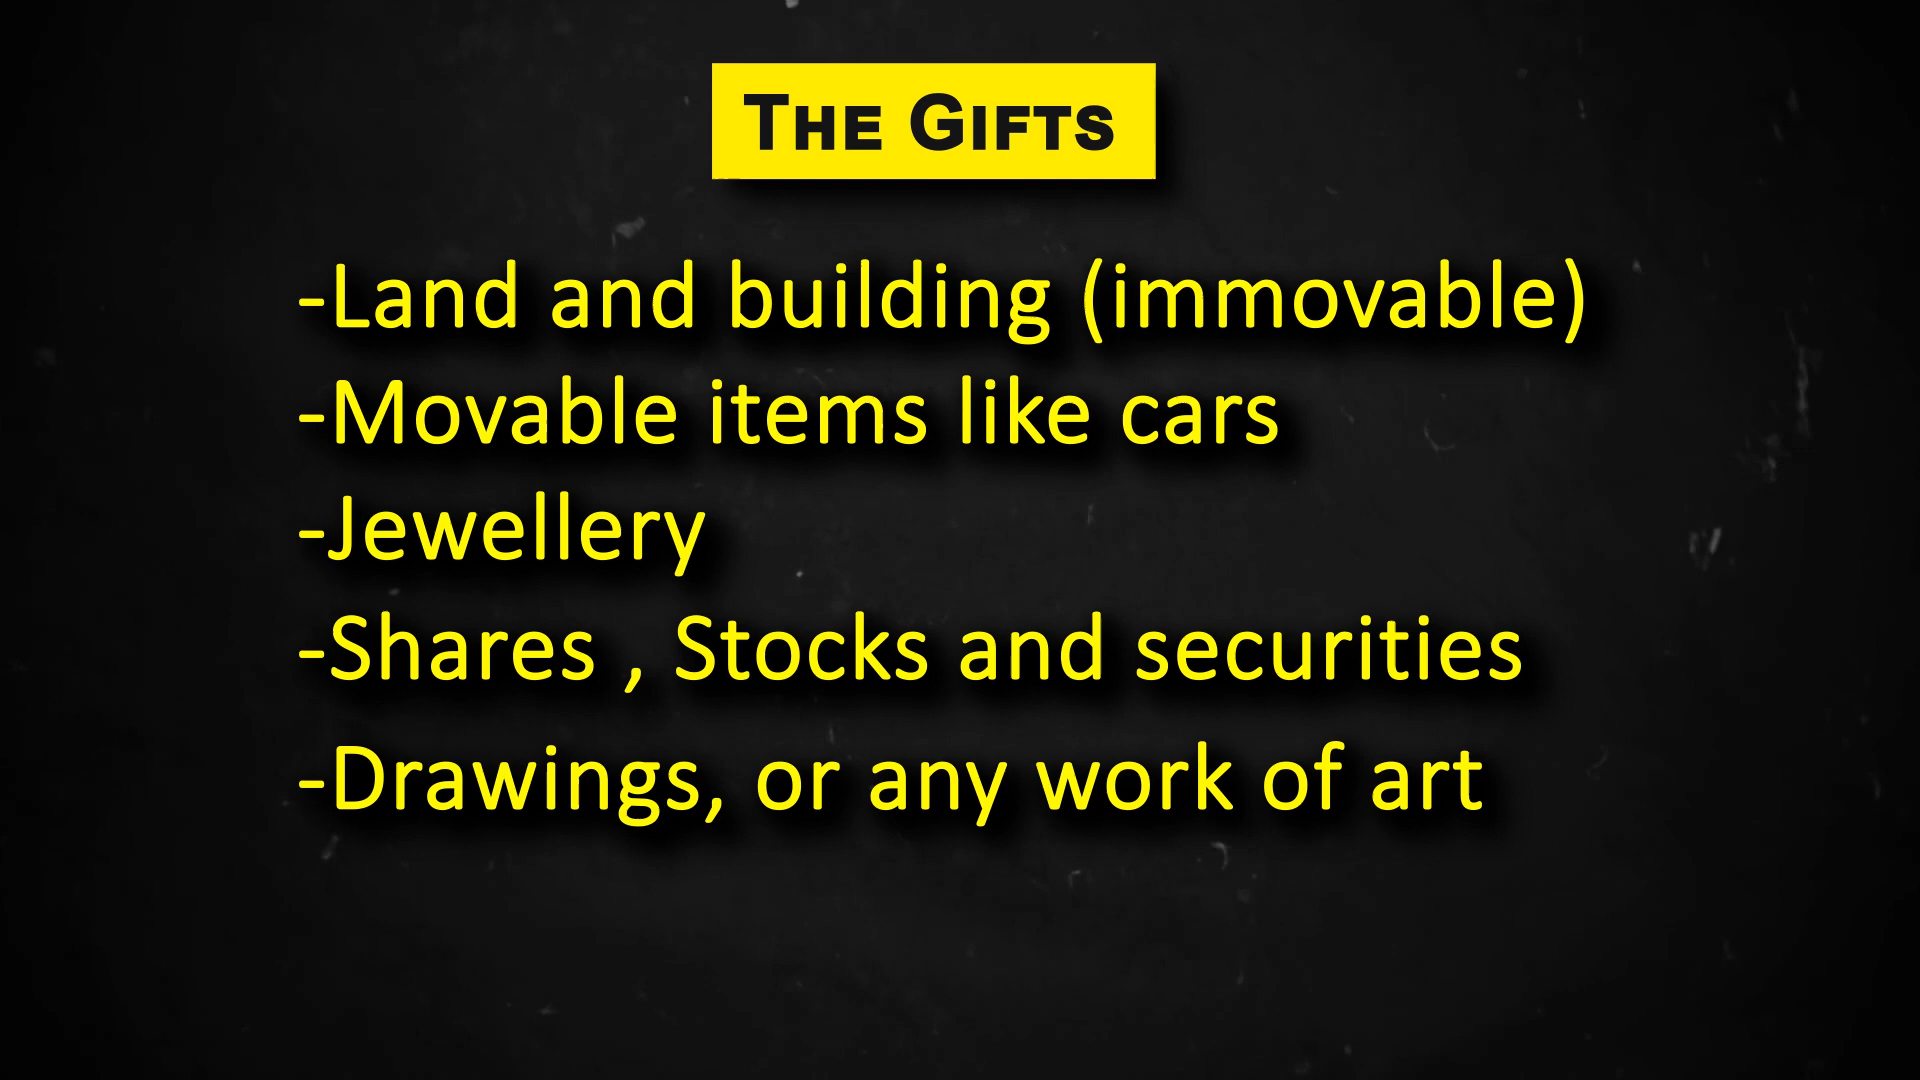 The Gifts
-Land and building (immovable)
-Movable items like cars
-Jewellery
-Shares , Stocks and securities
-Drawings, or any work of art